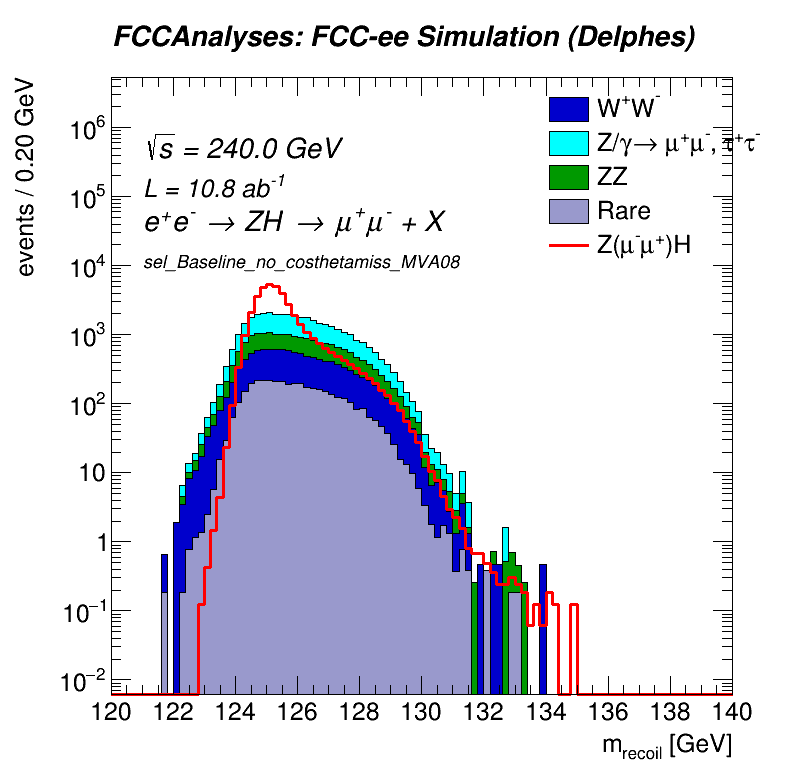 FCCAnalyses: FCC-ee Simulation (Delphes)
events / 0.20 GeV
√s = 240.0 GeV
L = 10.8 ab⁻¹
e⁺e⁻ → ZH → μ⁺μ⁻ + X
sel_Baseline_no_costhetamiss_MVA08
W⁺W⁻
Z/γ→ μ⁺μ⁻, τ⁺τ⁻
ZZ
Rare
Z(μ⁻μ⁺)H
10⁶
10⁵
10⁴
10³
10²
10
1
10⁻¹
10⁻²
120 122 124 126 128 130 132 134 136 138 140
m_recoil [GeV]